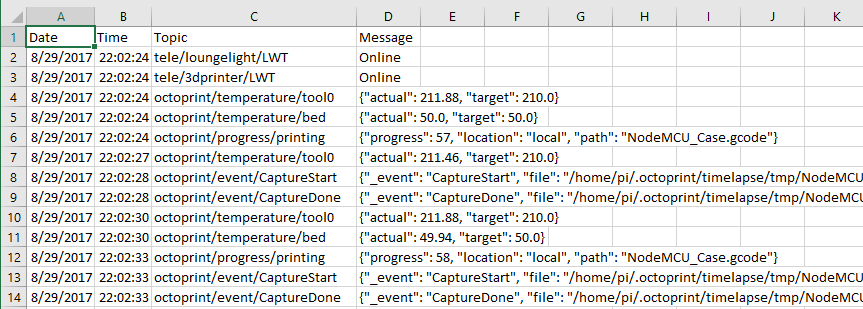 A B C D E F G H I J K
1 Date Time Topic Message
2 8/29/2017 22:02:24 tele/loungelight/LWT Online
3 8/29/2017 22:02:24 tele/3dprinter/LWT Online
4 8/29/2017 22:02:24 octoprint/temperature/tool0 {"actual": 211.88, "target": 210.0}
5 8/29/2017 22:02:24 octoprint/temperature/bed {"actual": 50.0, "target": 50.0}
6 8/29/2017 22:02:24 octoprint/progress/printing {"progress": 57, "location": "local", "path": "NodeMCU_Case.gcode"}
7 8/29/2017 22:02:27 octoprint/temperature/tool0 {"actual": 211.46, "target": 210.0}
8 8/29/2017 22:02:28 octoprint/event/CaptureStart {"_event": "CaptureStart", "file": "/home/pi/.octoprint/timelapse/tmp/NodeMCU
9 8/29/2017 22:02:28 octoprint/event/CaptureDone {"_event": "CaptureDone", "file": "/home/pi/.octoprint/timelapse/tmp/NodeMCU
10 8/29/2017 22:02:30 octoprint/temperature/tool0 {"actual": 211.88, "target": 210.0}
11 8/29/2017 22:02:30 octoprint/temperature/bed {"actual": 49.94, "target": 50.0}
12 8/29/2017 22:02:33 octoprint/progress/printing {"progress": 58, "location": "local", "path": "NodeMCU_Case.gcode"}
13 8/29/2017 22:02:33 octoprint/event/CaptureStart {"_event": "CaptureStart", "file": "/home/pi/.octoprint/timelapse/tmp/NodeMCU
14 8/29/2017 22:02:33 octoprint/event/CaptureDone {"_event": "CaptureDone", "file": "/home/pi/.octoprint/timelapse/tmp/NodeMCU